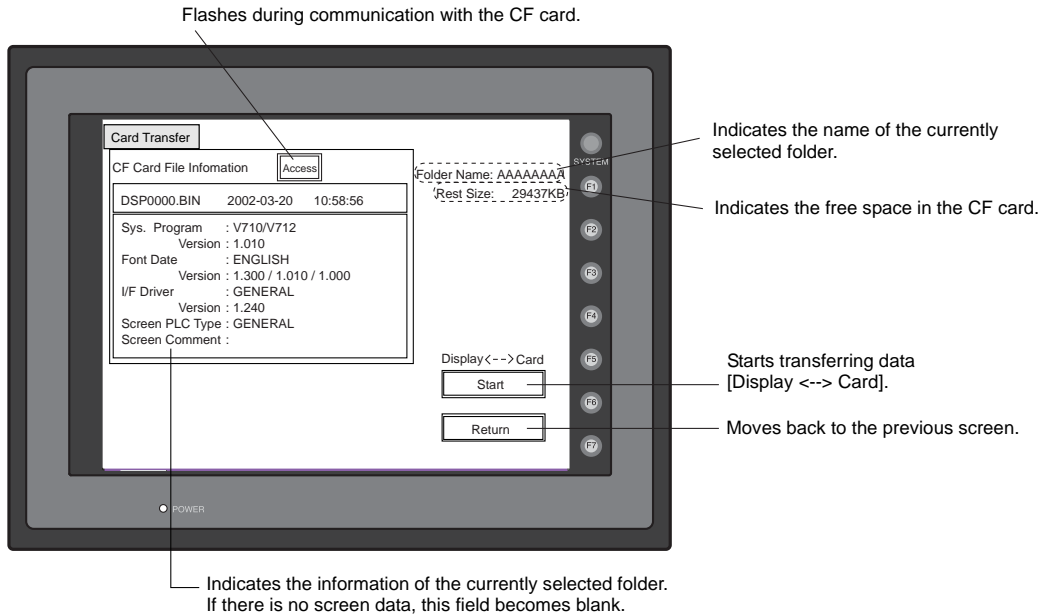 Flashes during communication with the CF card.
Card Transfer
CF Card File Infomation
Access
Folder Name: AAAAAAAA
Rest Size: 29437KB
DSP0000.BIN 2002-03-20 10:58:56
Sys. Program : V710/V712
Version : 1.010
Font Date : ENGLISH
Version : 1.300 / 1.010 / 1.000
I/F Driver : GENERAL
Version : 1.240
Screen PLC Type : GENERAL
Screen Comment :
Display<-->Card
Start
Return
SYSTEM
F1
F2
F3
F4
F5
F6
F7
POWER
Indicates the name of the currently
selected folder.
Indicates the free space in the CF card.
Starts transferring data
[Display <--> Card].
Moves back to the previous screen.
Indicates the information of the currently selected folder.
If there is no screen data, this field becomes blank.